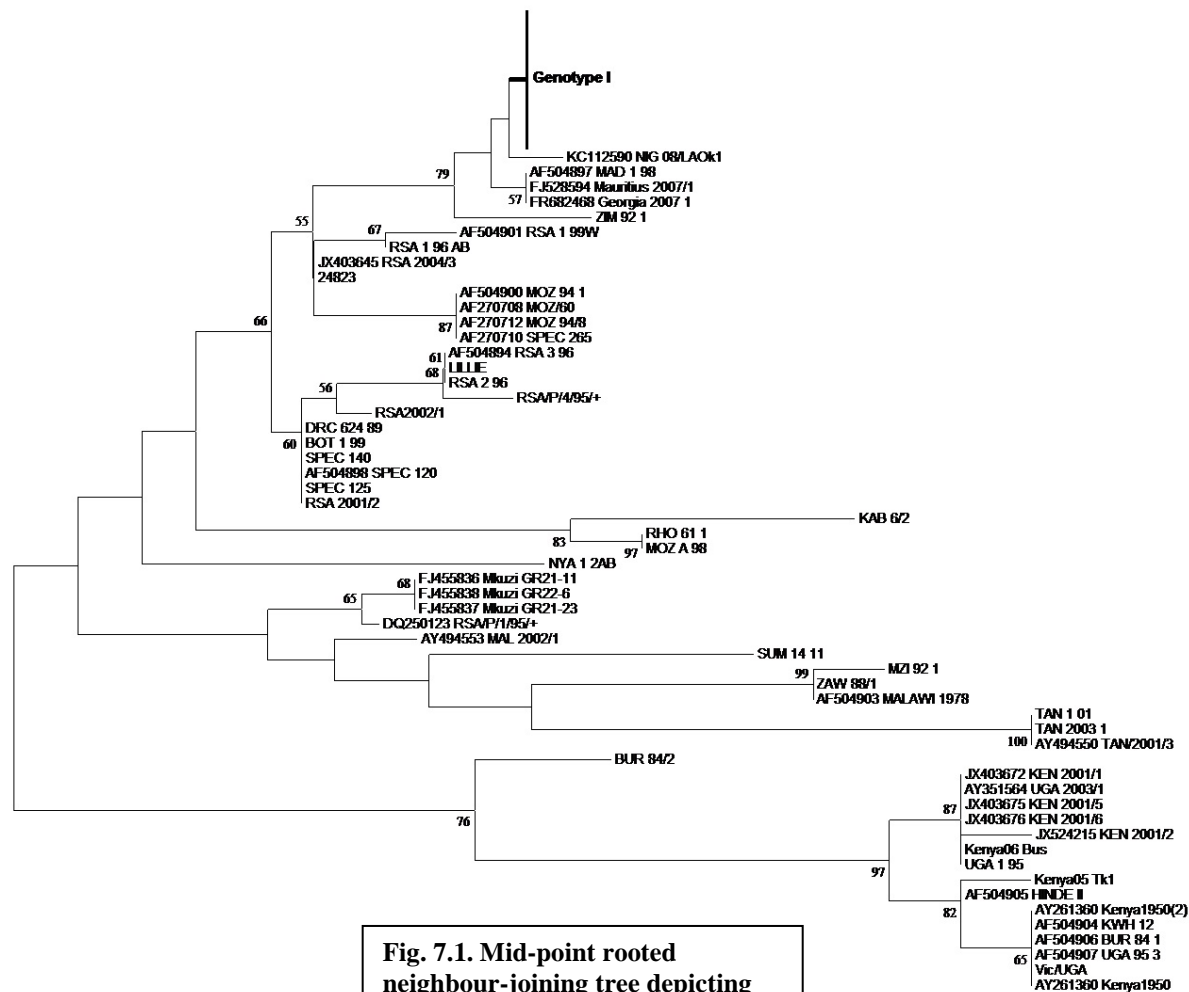 Genotype I
KC112590 NIG 08/LAOk1
79
AF504897 MAD 1 98
FJ528594 Mauritius 2007/1
57
FR682468 Georgia 2007 1
ZIM 92 1
55
67
AF504901 RSA 1 99W
RSA 1 96 AB
JX403645 RSA 2004/3
24823
AF504900 MOZ 94 1
AF270708 MOZ/60
66
AF270712 MOZ 94/8
87
AF270710 SPEC 265
61
AF504894 RSA 3 96
68
LILLIE
RSA 2 96
56
RSA/P/4/95/+
RSA2002/1
DRC 624 89
60
BOT 1 99
SPEC 140
AF504898 SPEC 120
SPEC 125
RSA 2001/2
KAB 6/2
83
RHO 61 1
97
MOZ A 98
NYA 1 2AB
68
FJ455836 Mkuzi GR21-11
65
FJ455838 Mkuzi GR22-6
FJ455837 Mkuzi GR21-23
DQ250123 RSA/P/1/95/+
AY494553 MAL 2002/1
SUM 14 11
99
MZI 92 1
ZAW 88/1
AF504903 MALAWI 1978
TAN 1 01
TAN 2003 1
100
AY494550 TAN/2001/3
BUR 84/2
76
JX403672 KEN 2001/1
AY351564 UGA 2003/1
87
JX403675 KEN 2001/5
JX403676 KEN 2001/6
JX524215 KEN 2001/2
Kenya06 Bus
97
UGA 1 95
Kenya05 Tk1
AF504905 HINDE II
82
AY261360 Kenya1950(2)
AF504904 KWH 12
AF504906 BUR 84 1
65
AF504907 UGA 95 3
Vic/UGA
AY261360 Kenya1950
Fig. 7.1. Mid-point rooted
neighbour-joining tree depicting